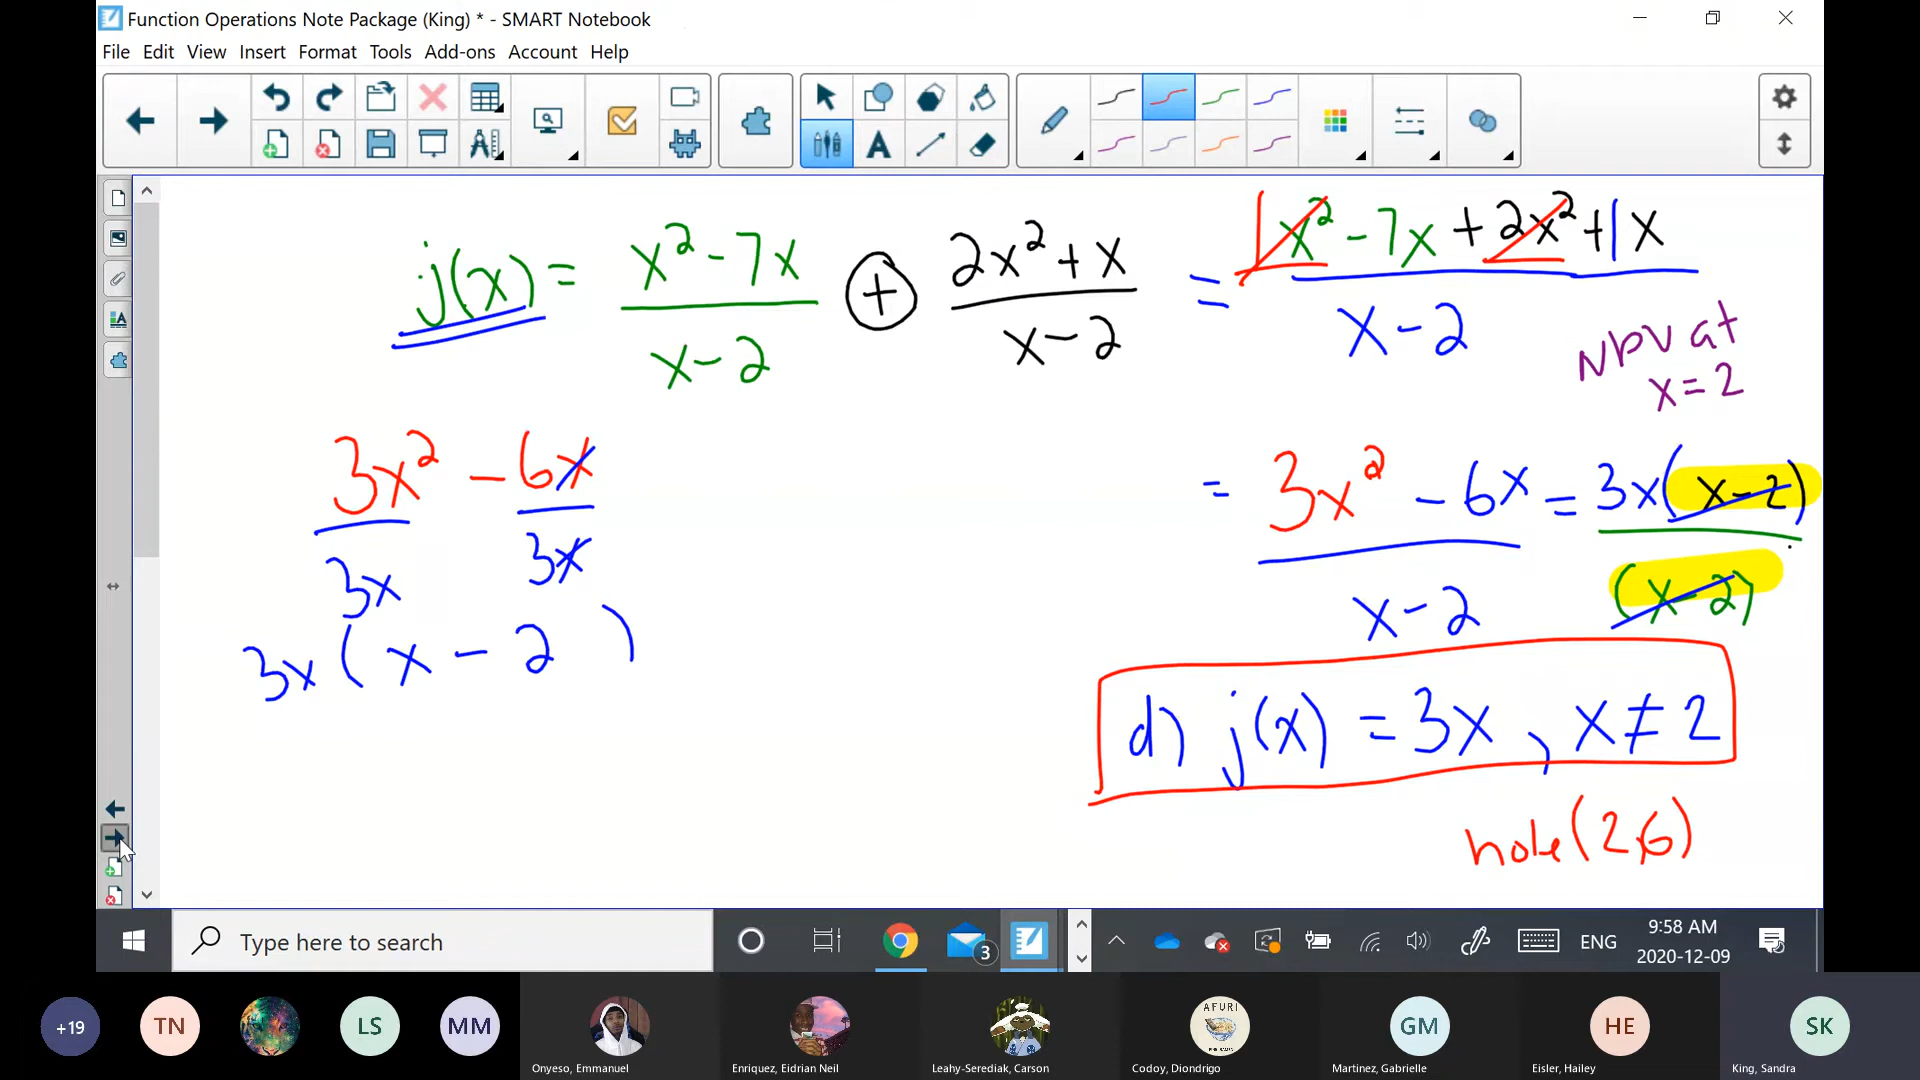 Function Operations Note Package (King) * - SMART Notebook
File Edit View Insert Format Tools Add-ons Account Help
j(x) = x² - 7x / x - 2 + 2x² + x / x - 2 = 1x² - 7x + 2x² + 1x / x - 2
NPV at
x = 2
3x² - 6x / 3x 3x
3x ( x - 2 )
= 3x² - 6x / x - 2 = 3x(x - 2) / (x - 2)
d) j(x) = 3x , x ≠ 2
hole (2,6)
Type here to search
3
ENG
9:58 AM
2020-12-09
+19 TN LS MM GM HE SK
AFURI
Onyeso, Emmanuel
Enriquez, Eidrian Neil
Leahy-Serediak, Carson
Codoy, Diondrigo
Martinez, Gabrielle
Eisler, Hailey
King, Sandra